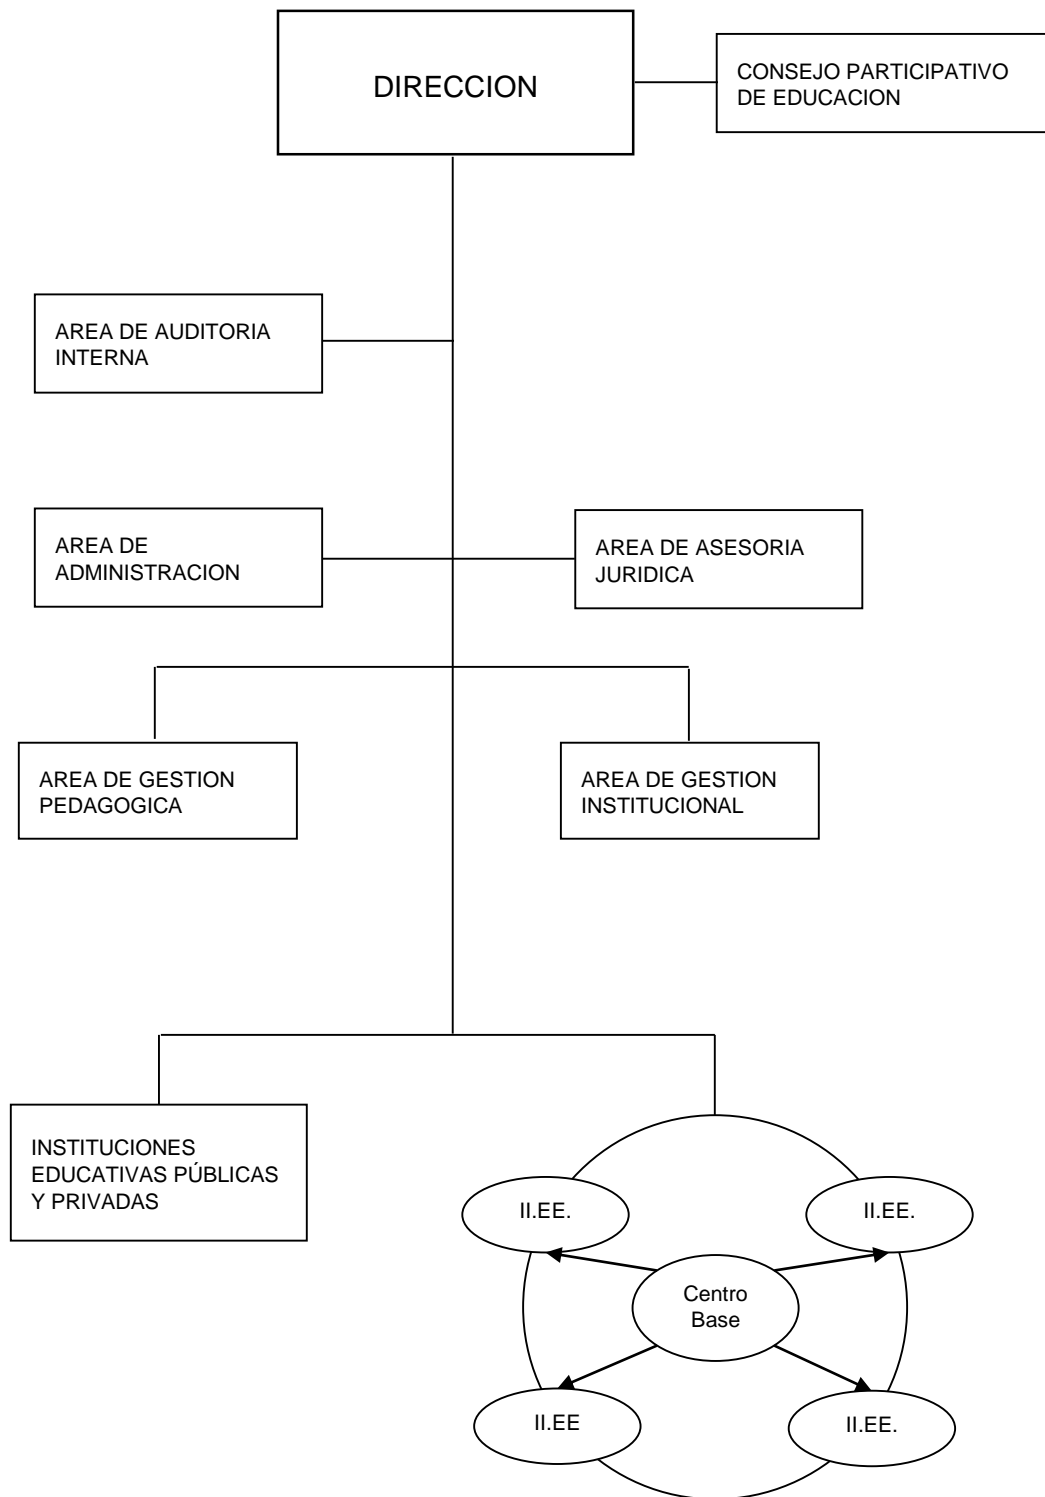 DIRECCION
CONSEJO PARTICIPATIVO
DE EDUCACION
AREA DE AUDITORIA
INTERNA
AREA DE
ADMINISTRACION
AREA DE ASESORIA
JURIDICA
AREA DE GESTION
PEDAGOGICA
AREA DE GESTION
INSTITUCIONAL
INSTITUCIONES
EDUCATIVAS PÚBLICAS
Y PRIVADAS
II.EE.
II.EE.
Centro
Base
II.EE
II.EE.